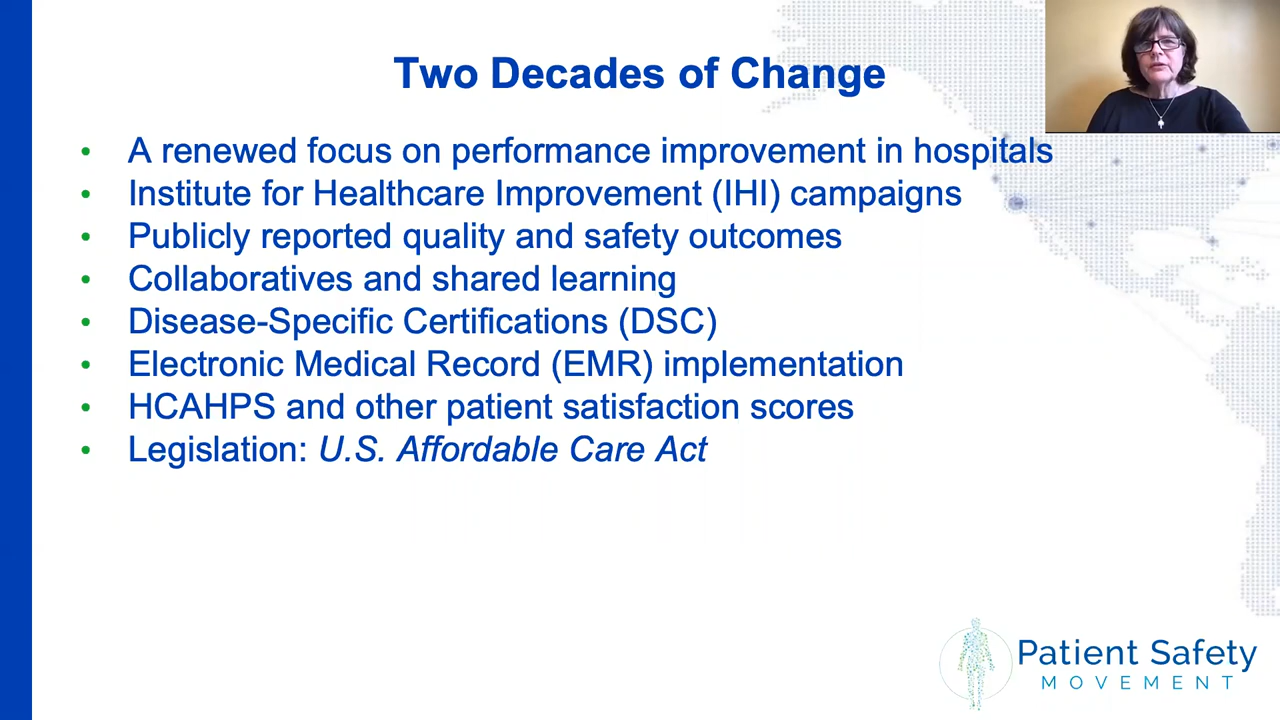 Two Decades of Change
• A renewed focus on performance improvement in hospitals
• Institute for Healthcare Improvement (IHI) campaigns
• Publicly reported quality and safety outcomes
• Collaboratives and shared learning
• Disease-Specific Certifications (DSC)
• Electronic Medical Record (EMR) implementation
• HCAHPS and other patient satisfaction scores
• Legislation: U.S. Affordable Care Act
Patient Safety
MOVEMENT